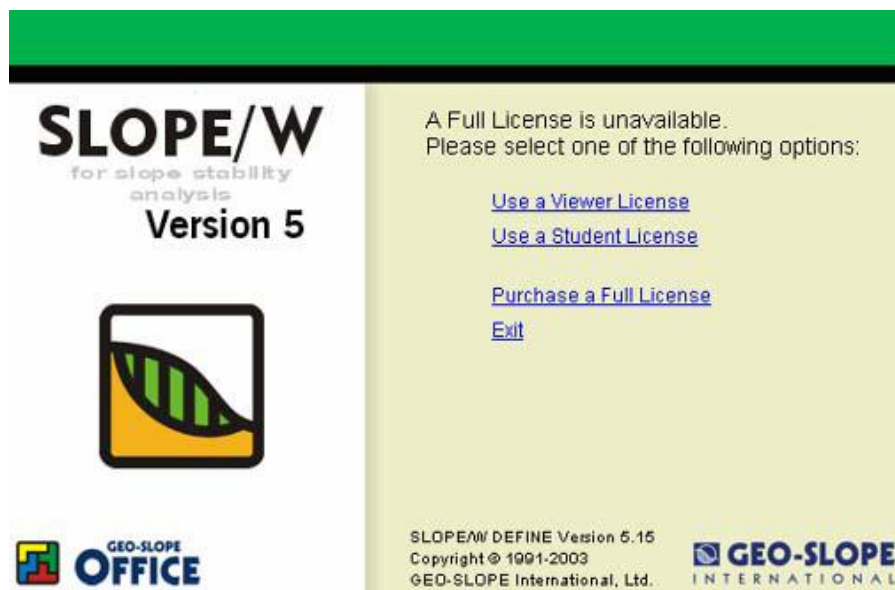 SLOPE/W
for slope stability
analysis
Version 5
GEO-SLOPE
OFFICE
A Full License is unavailable.
Please select one of the following options:
Use a Viewer License
Use a Student License
Purchase a Full License
Exit
SLOPE/W DEFINE Version 5.15
Copyright © 1991-2003
GEO-SLOPE International, Ltd.
GEO-SLOPE
INTERNATIONAL